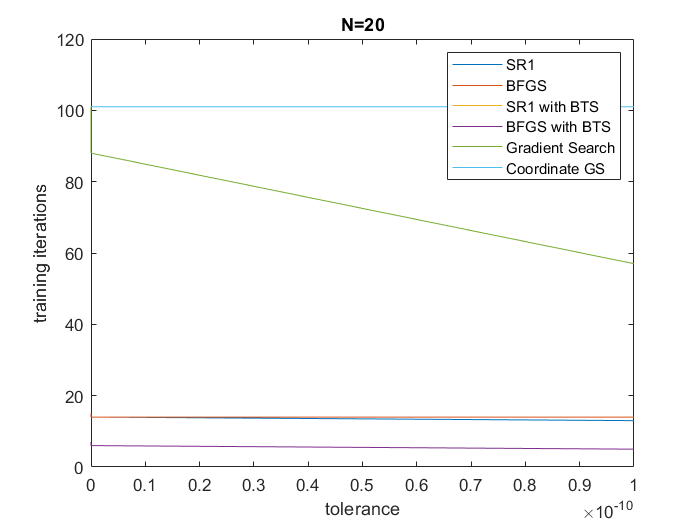 N=20
120
100
80
60
40
20
0
training iterations
SR1
BFGS
SR1 with BTS
BFGS with BTS
Gradient Search
Coordinate GS
0 0.1 0.2 0.3 0.4 0.5 0.6 0.7 0.8 0.9 1
tolerance
×10⁻¹⁰